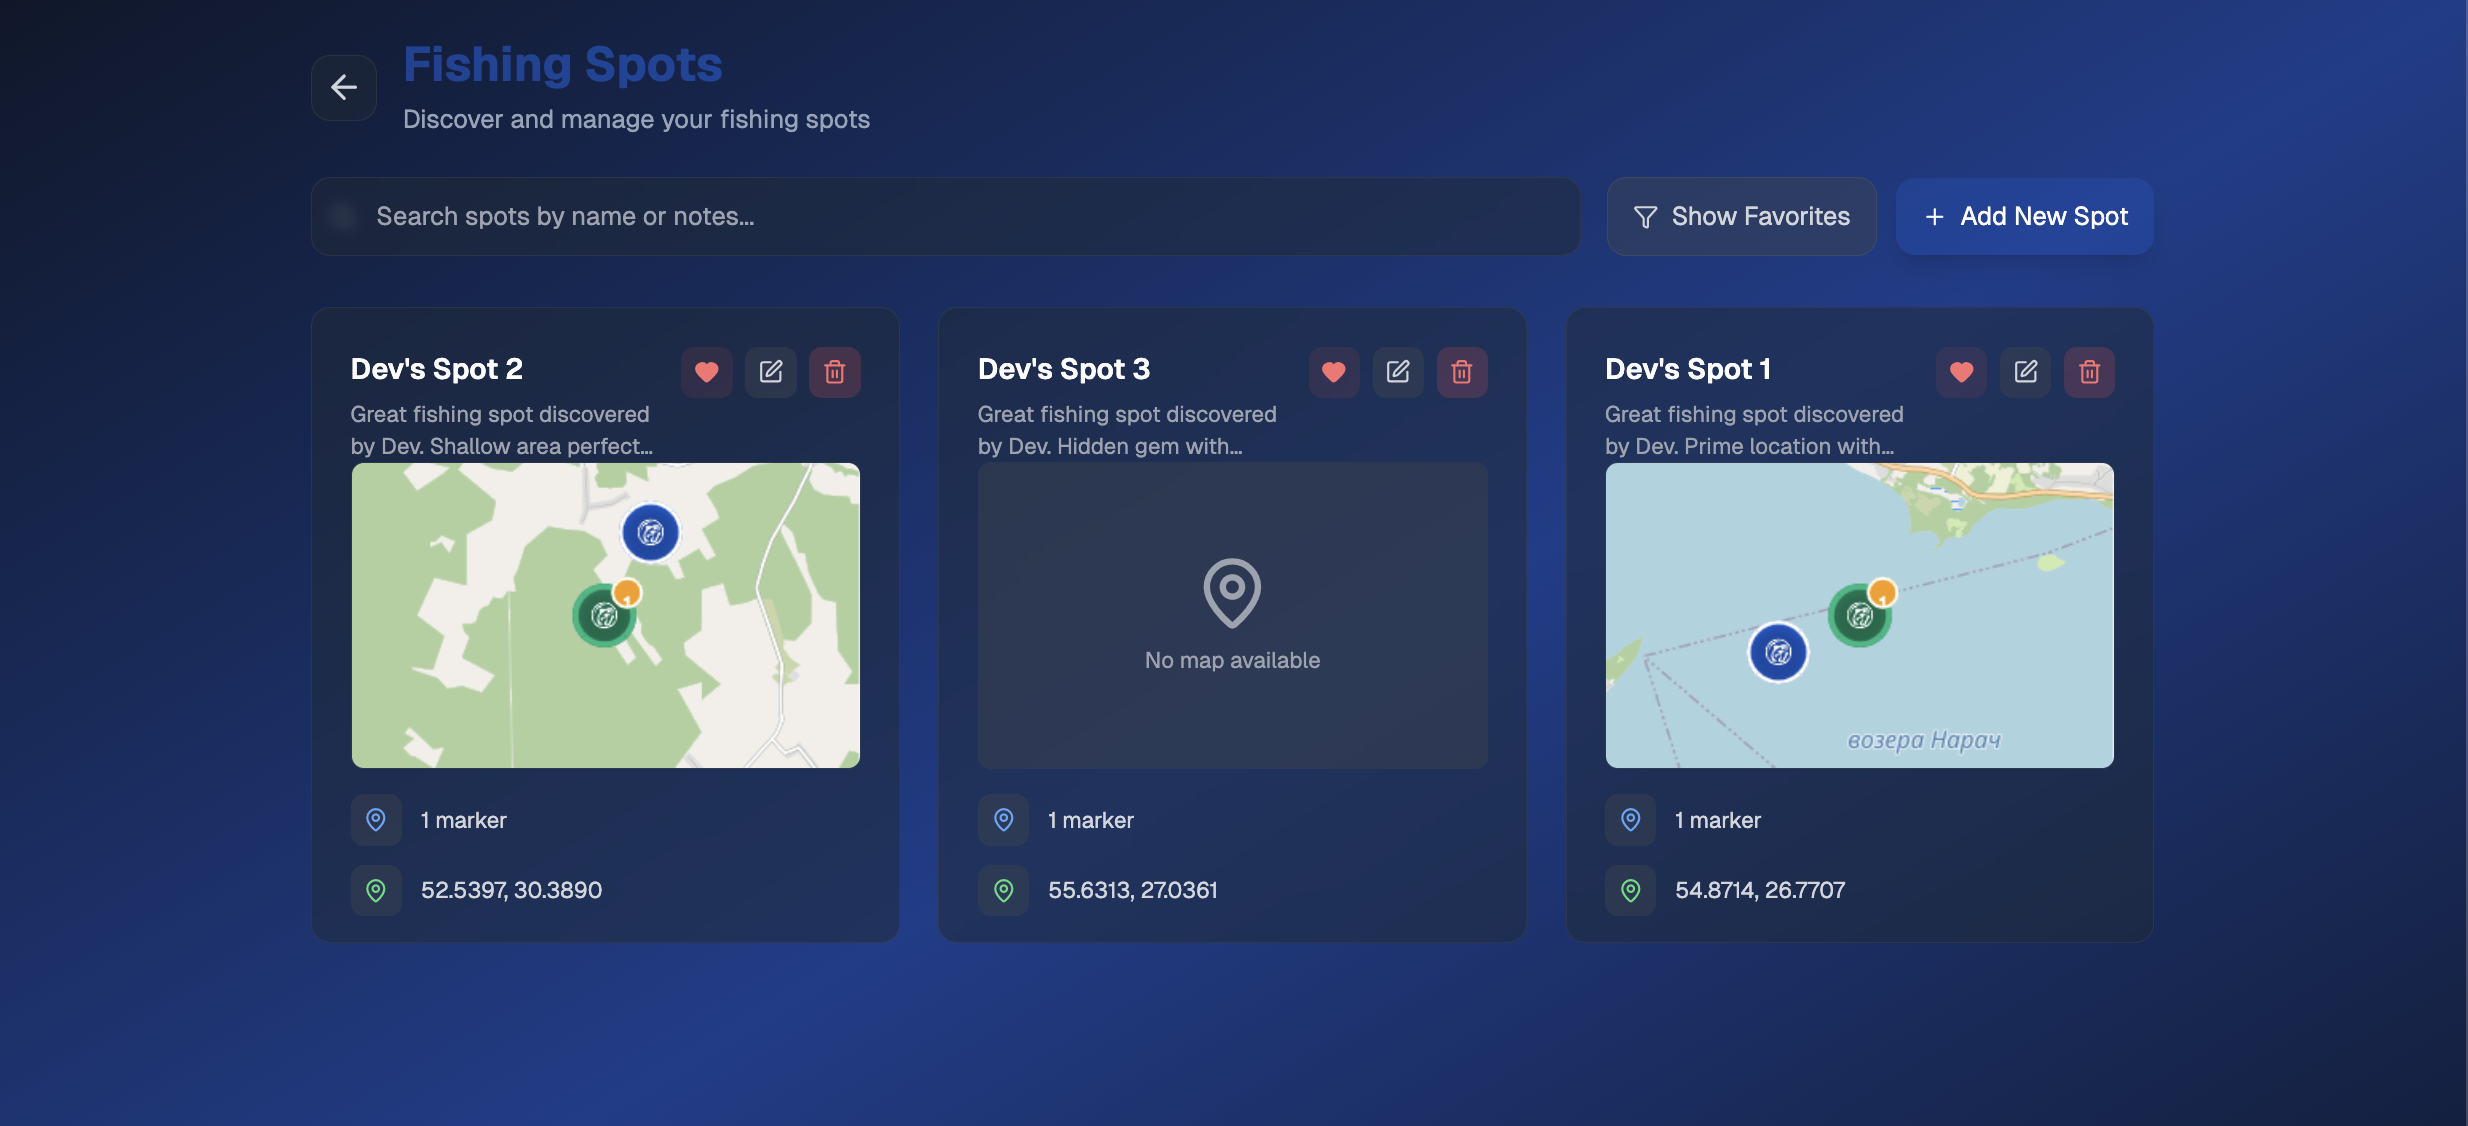 Fishing Spots
Discover and manage your fishing spots
Search spots by name or notes...
Show Favorites
Add New Spot
Dev's Spot 2
Great fishing spot discovered
by Dev. Shallow area perfect...
1
1 marker
52.5397, 30.3890
Dev's Spot 3
Great fishing spot discovered
by Dev. Hidden gem with...
No map available
1 marker
55.6313, 27.0361
Dev's Spot 1
Great fishing spot discovered
by Dev. Prime location with...
1
возера Нарач
1 marker
54.8714, 26.7707